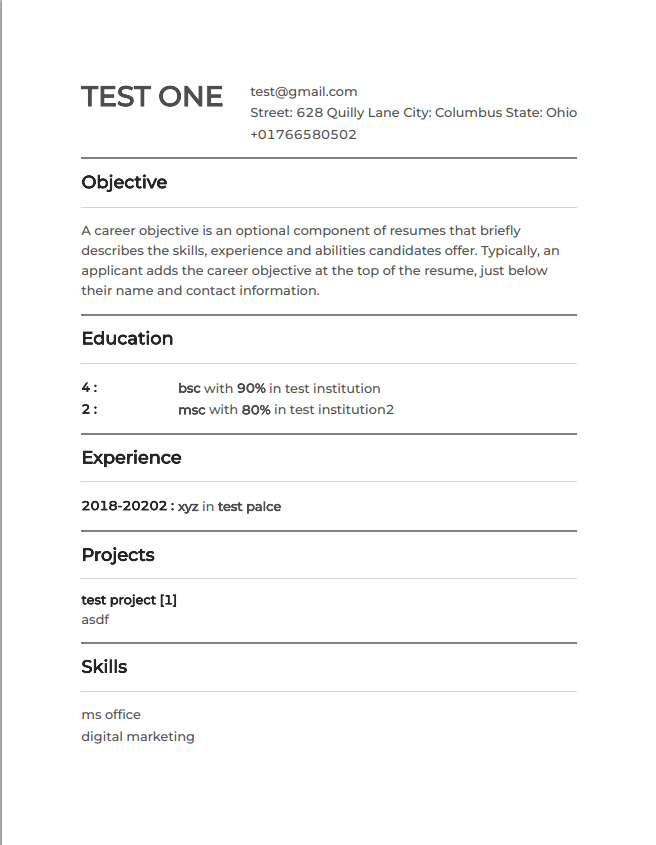 TEST ONE
test@gmail.com
Street: 628 Quilly Lane City: Columbus State: Ohio
+01766580502
Objective
A career objective is an optional component of resumes that briefly
describes the skills, experience and abilities candidates offer. Typically, an
applicant adds the career objective at the top of the resume, just below
their name and contact information.
Education
4 : bsc with 90% in test institution
2 : msc with 80% in test institution2
Experience
2018-20202 : xyz in test palce
Projects
test project [1]
asdf
Skills
ms office
digital marketing